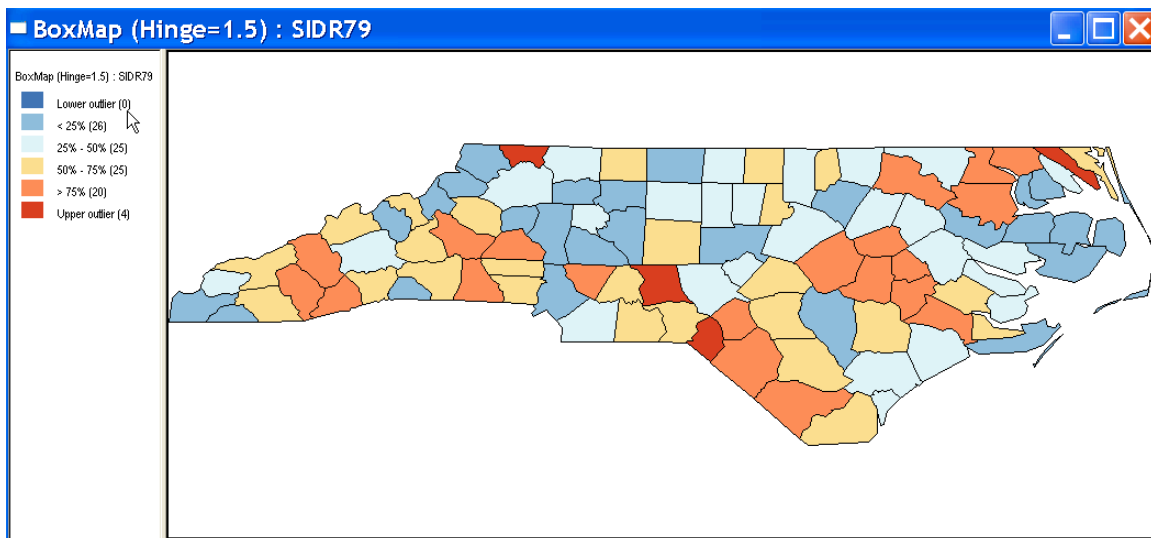 BoxMap (Hinge=1.5) : SIDR79
BoxMap (Hinge=1.5) : SIDR79
Lower outlier (0)
< 25% (26)
25% - 50% (25)
50% - 75% (25)
> 75% (20)
Upper outlier (4)